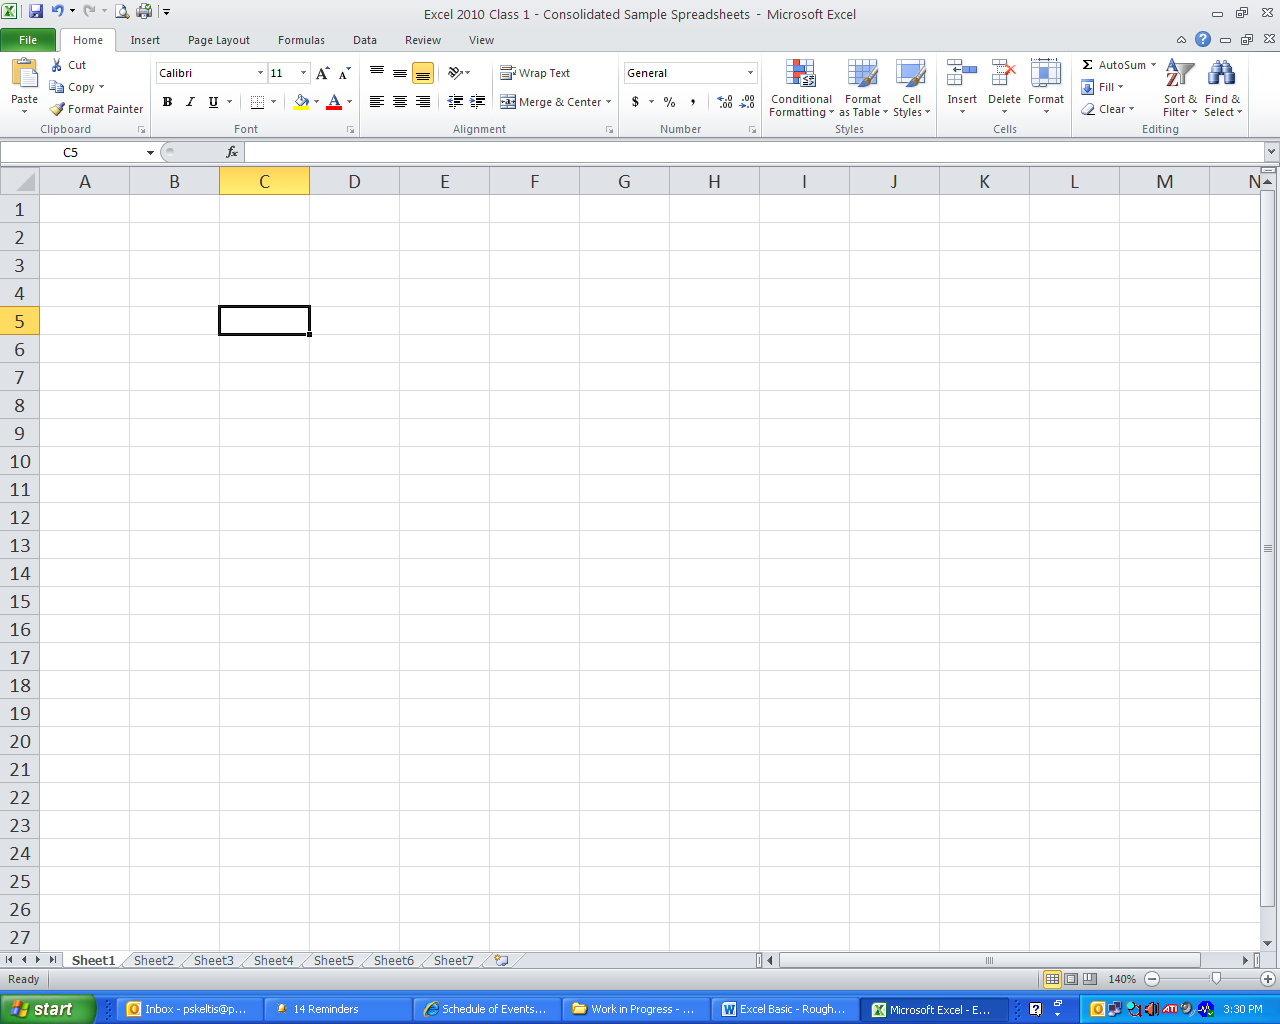 Excel 2010 Class 1 - Consolidated Sample Spreadsheets - Microsoft Excel
File Home Insert Page Layout Formulas Data Review View
Paste
Cut
Copy
Format Painter
Clipboard
Calibri 11 A A
B I U A
Font
Wrap Text
Merge & Center
Alignment
General
$ % , .00 .00
Number
Conditional Formatting
Format as Table
Cell Styles
Styles
Insert Delete Format
Cells
Σ AutoSum
Fill
Clear
Sort & Filter
Find & Select
Editing
C5 fx
A B C D E F G H I J K L M N
1
2
3
4
5
6
7
8
9
10
11
12
13
14
15
16
17
18
19
20
21
22
23
24
25
26
27
Sheet1 Sheet2 Sheet3 Sheet4 Sheet5 Sheet6 Sheet7
Ready 140%
start Inbox - pskeltis@p... 14 Reminders Schedule of Events... Work in Progress - ... Excel Basic - Rough... Microsoft Excel - E... 3:30 PM